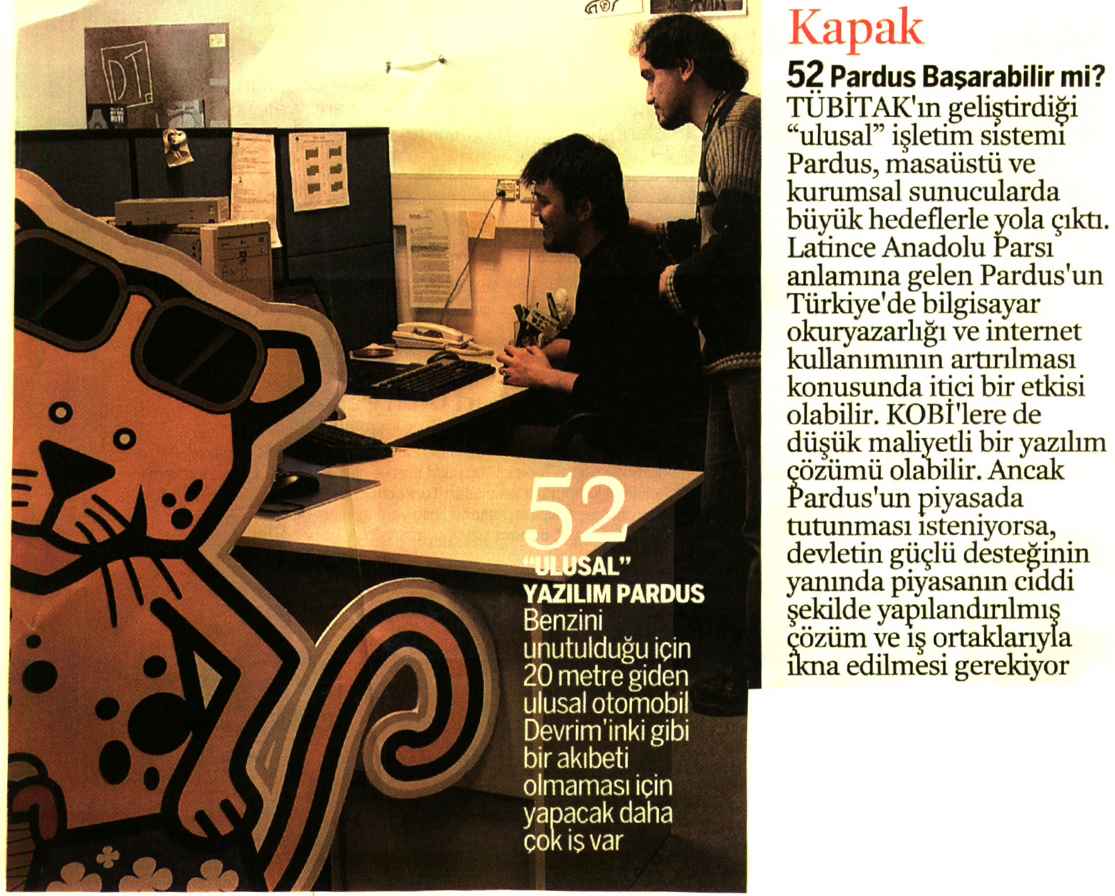 DT.
52
"ULUSAL"
YAZILIM PARDUS
Benzini
unutulduğu için
20 metre giden
ulusal otomobil
Devrim'inki gibi
bir akıbeti
olmaması için
yapacak daha
çok iş var
Kapak
52 Pardus Başarabilir mi?
TÜBİTAK'ın geliştirdiği
“ulusal” işletim sistemi
Pardus, masaüstü ve
kurumsal sunucularda
büyük hedeflerle yola çıktı.
Latince Anadolu Parsı
anlamına gelen Pardus'un
Türkiye'de bilgisayar
okuryazarlığı ve internet
kullanımının artırılması
konusunda itici bir etkisi
olabilir. KOBİ'lere de
düşük maliyetli bir yazılım
çözümü olabilir. Ancak
Pardus'un piyasada
tutunması isteniyorsa,
devletin güçlü desteğinin
yanında piyasanın ciddi
şekilde yapılandırılmış
çözüm ve iş ortaklarıyla
ikna edilmesi gerekiyor